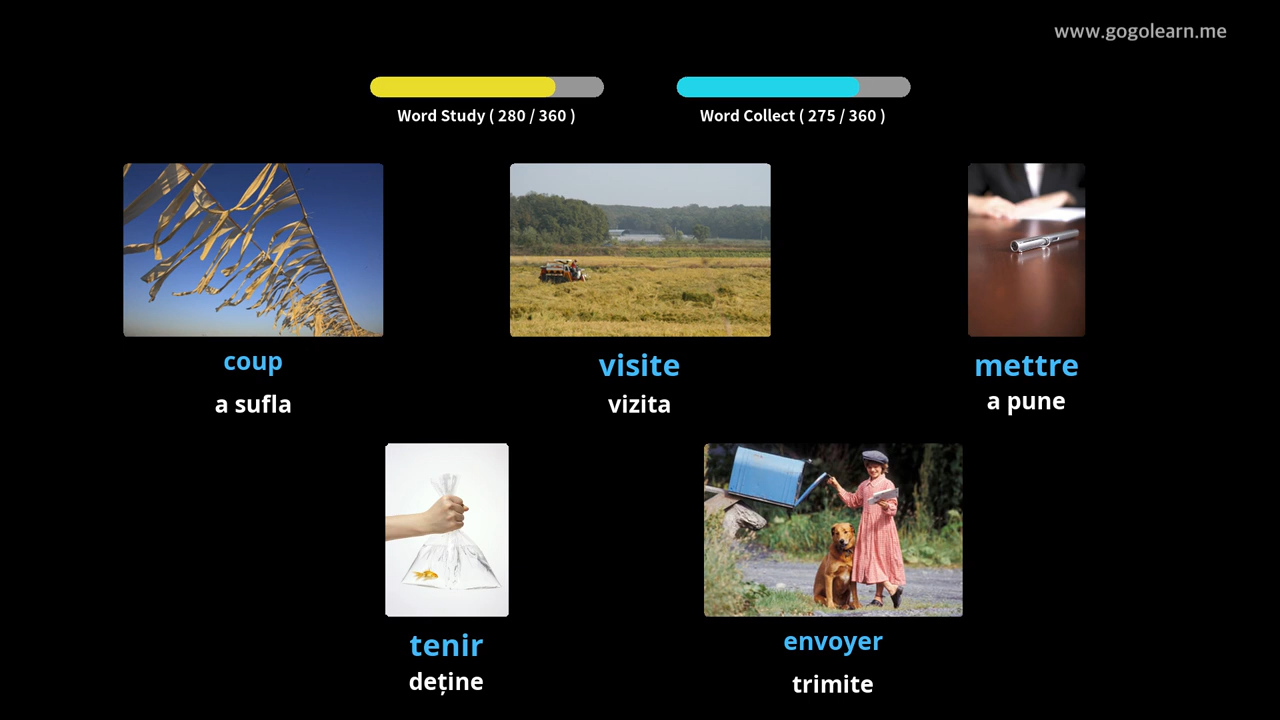 www.gogolearn.me
Word Study ( 280 / 360 )
Word Collect ( 275 / 360 )
coup
a sufla
visite
vizita
mettre
a pune
tenir
deține
envoyer
trimite